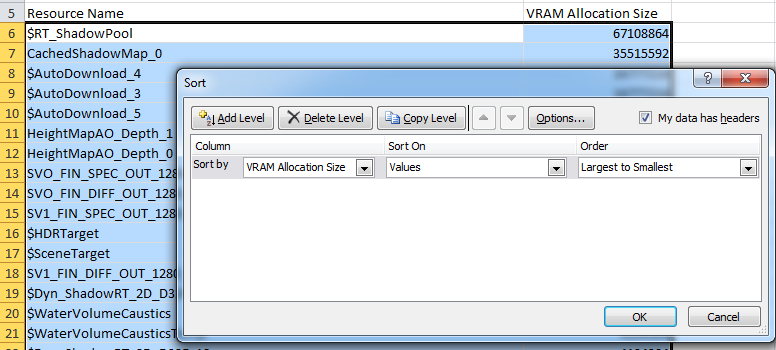 5 Resource Name VRAM Allocation Size
6 $RT_ShadowPool 67108864
7 CachedShadowMap_0 35515592
8 $AutoDownload_4
9 $AutoDownload_3
10 $AutoDownload_5
11 HeightMapAO_Depth_1
12 HeightMapAO_Depth_0
13 SVO_FIN_SPEC_OUT_128
14 SVO_FIN_DIFF_OUT_128
15 SV1_FIN_SPEC_OUT_128
16 $HDRTarget
17 $SceneTarget
18 SV1_FIN_DIFF_OUT_1280
19 $Dyn_ShadowRT_2D_D3
20 $WaterVolumeCaustics
21 $WaterVolumeCausticsT
Sort
Add Level Delete Level Copy Level Options... My data has headers
Column Sort On Order
Sort by VRAM Allocation Size Values Largest to Smallest
OK Cancel